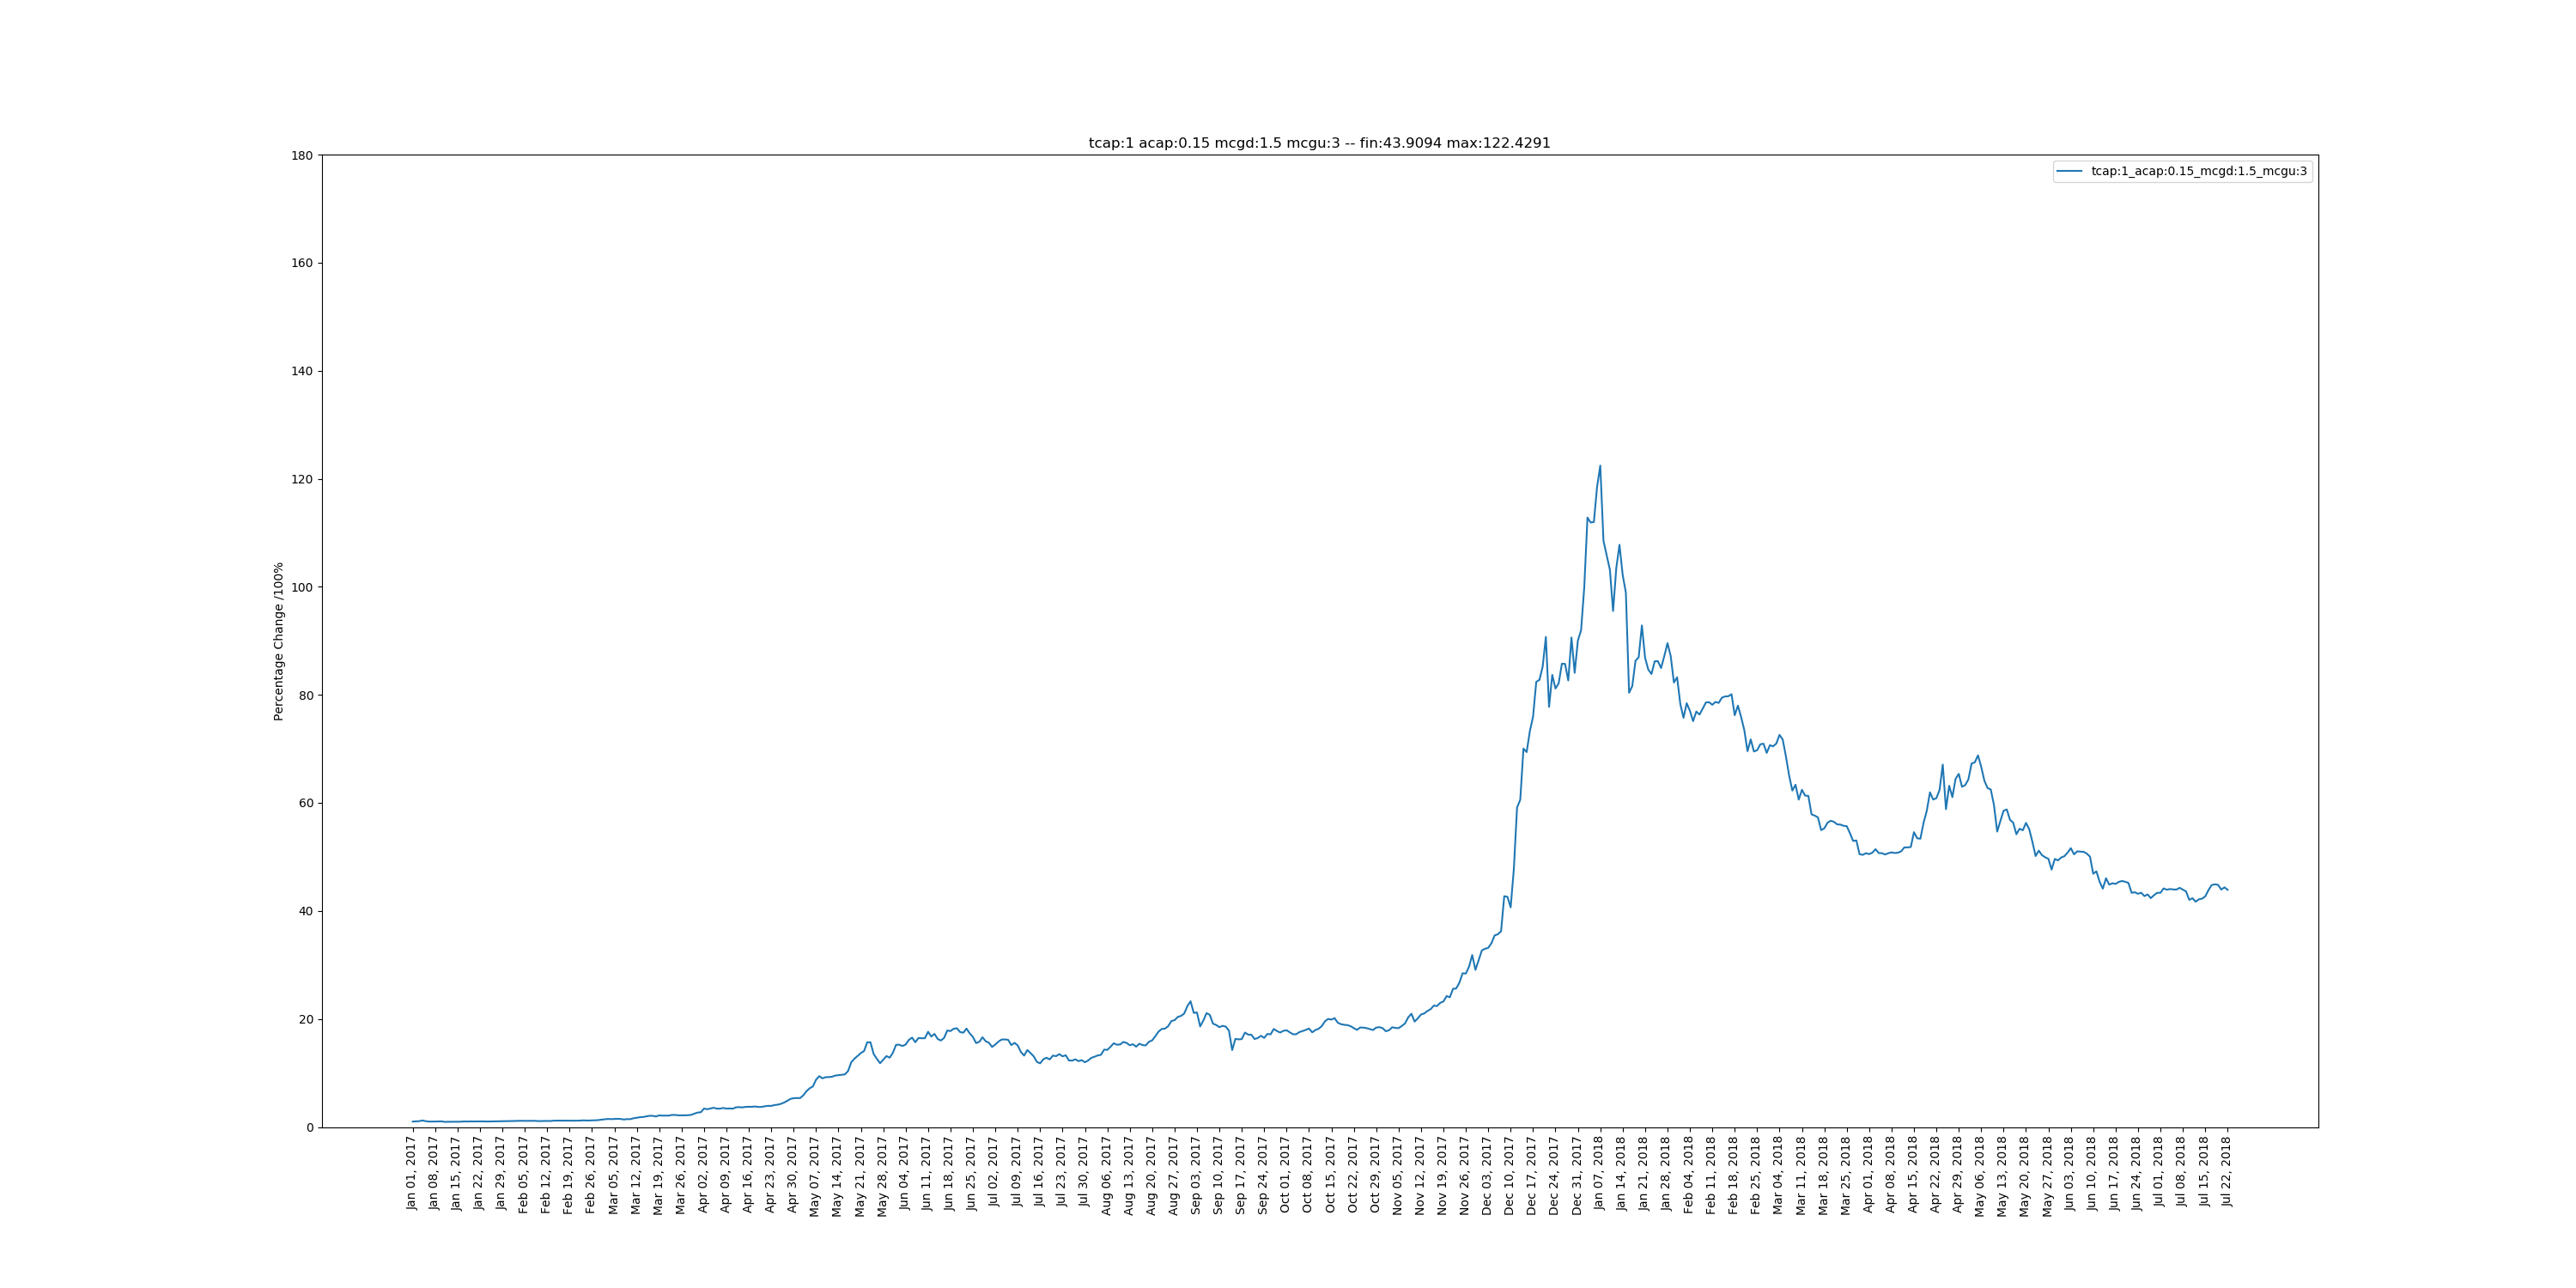 tcap:1 acap:0.15 mcgd:1.5 mcgu:3 -- fin:43.9094 max:122.4291
tcap:1_acap:0.15_mcgd:1.5_mcgu:3
Percentage Change /100%
180
160
140
120
100
80
60
40
20
0
Jan 01, 2017
Jan 08, 2017
Jan 15, 2017
Jan 22, 2017
Jan 29, 2017
Feb 05, 2017
Feb 12, 2017
Feb 19, 2017
Feb 26, 2017
Mar 05, 2017
Mar 12, 2017
Mar 19, 2017
Mar 26, 2017
Apr 02, 2017
Apr 09, 2017
Apr 16, 2017
Apr 23, 2017
Apr 30, 2017
May 07, 2017
May 14, 2017
May 21, 2017
May 28, 2017
Jun 04, 2017
Jun 11, 2017
Jun 18, 2017
Jun 25, 2017
Jul 02, 2017
Jul 09, 2017
Jul 16, 2017
Jul 23, 2017
Jul 30, 2017
Aug 06, 2017
Aug 13, 2017
Aug 20, 2017
Aug 27, 2017
Sep 03, 2017
Sep 10, 2017
Sep 17, 2017
Sep 24, 2017
Oct 01, 2017
Oct 08, 2017
Oct 15, 2017
Oct 22, 2017
Oct 29, 2017
Nov 05, 2017
Nov 12, 2017
Nov 19, 2017
Nov 26, 2017
Dec 03, 2017
Dec 10, 2017
Dec 17, 2017
Dec 24, 2017
Dec 31, 2017
Jan 07, 2018
Jan 14, 2018
Jan 21, 2018
Jan 28, 2018
Feb 04, 2018
Feb 11, 2018
Feb 18, 2018
Feb 25, 2018
Mar 04, 2018
Mar 11, 2018
Mar 18, 2018
Mar 25, 2018
Apr 01, 2018
Apr 08, 2018
Apr 15, 2018
Apr 22, 2018
Apr 29, 2018
May 06, 2018
May 13, 2018
May 20, 2018
May 27, 2018
Jun 03, 2018
Jun 10, 2018
Jun 17, 2018
Jun 24, 2018
Jul 01, 2018
Jul 08, 2018
Jul 15, 2018
Jul 22, 2018